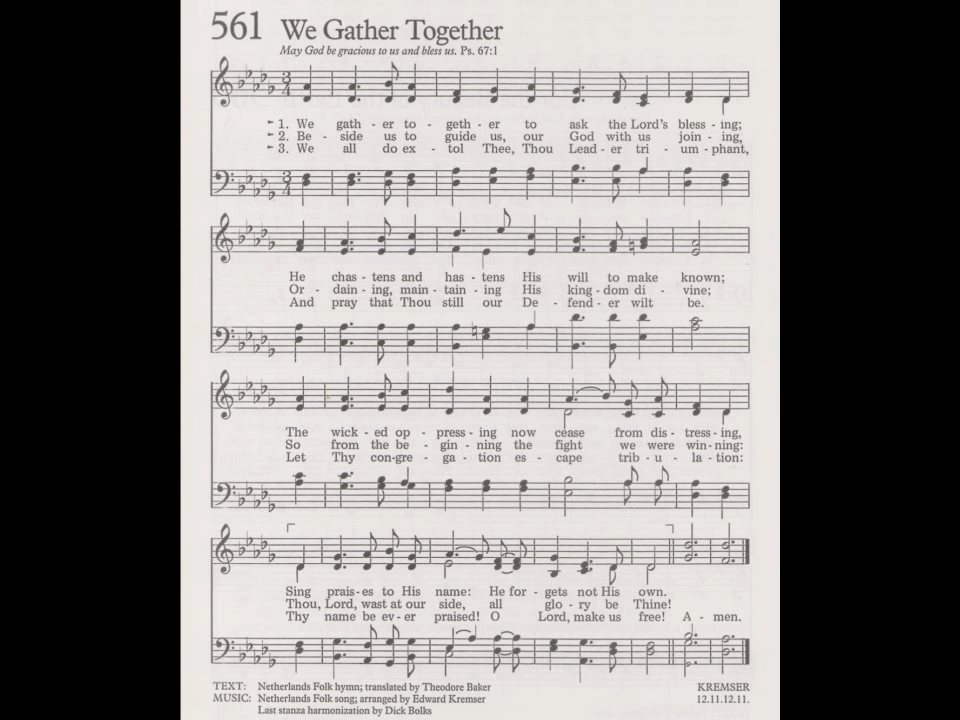 561 We Gather Together
May God be gracious to us and bless us. Ps. 67:1
1. We gath - er to - geth - er to ask the Lord's bless - ing;
2. Be - side us to guide us, our God with us join - ing,
3. We all do ex - tol Thee, Thou Lead - er tri - um - phant,
He chas - tens and has - tens His will to make known;
Or - dain - ing, main - tain - ing His king - dom di - vine;
And pray that Thou still our De - fend - er wilt be.
The wick - ed op - press - ing now cease from dis - tress - ing,
So from the be - gin - ning the fight we were win - ning:
Let Thy con - gre - ga - tion es - cape trib - u - la - tion:
Sing prais - es to His name: He for - gets not His own.
Thou, Lord, wast at our side, all glo - ry be Thine!
Thy name be ev - er praised! O Lord, make us free! A - men.
TEXT: Netherlands Folk hymn; translated by Theodore Baker KREMSER
MUSIC: Netherlands Folk song; arranged by Edward Kremser 12.11.12.11.
Last stanza harmonization by Dick Bolks